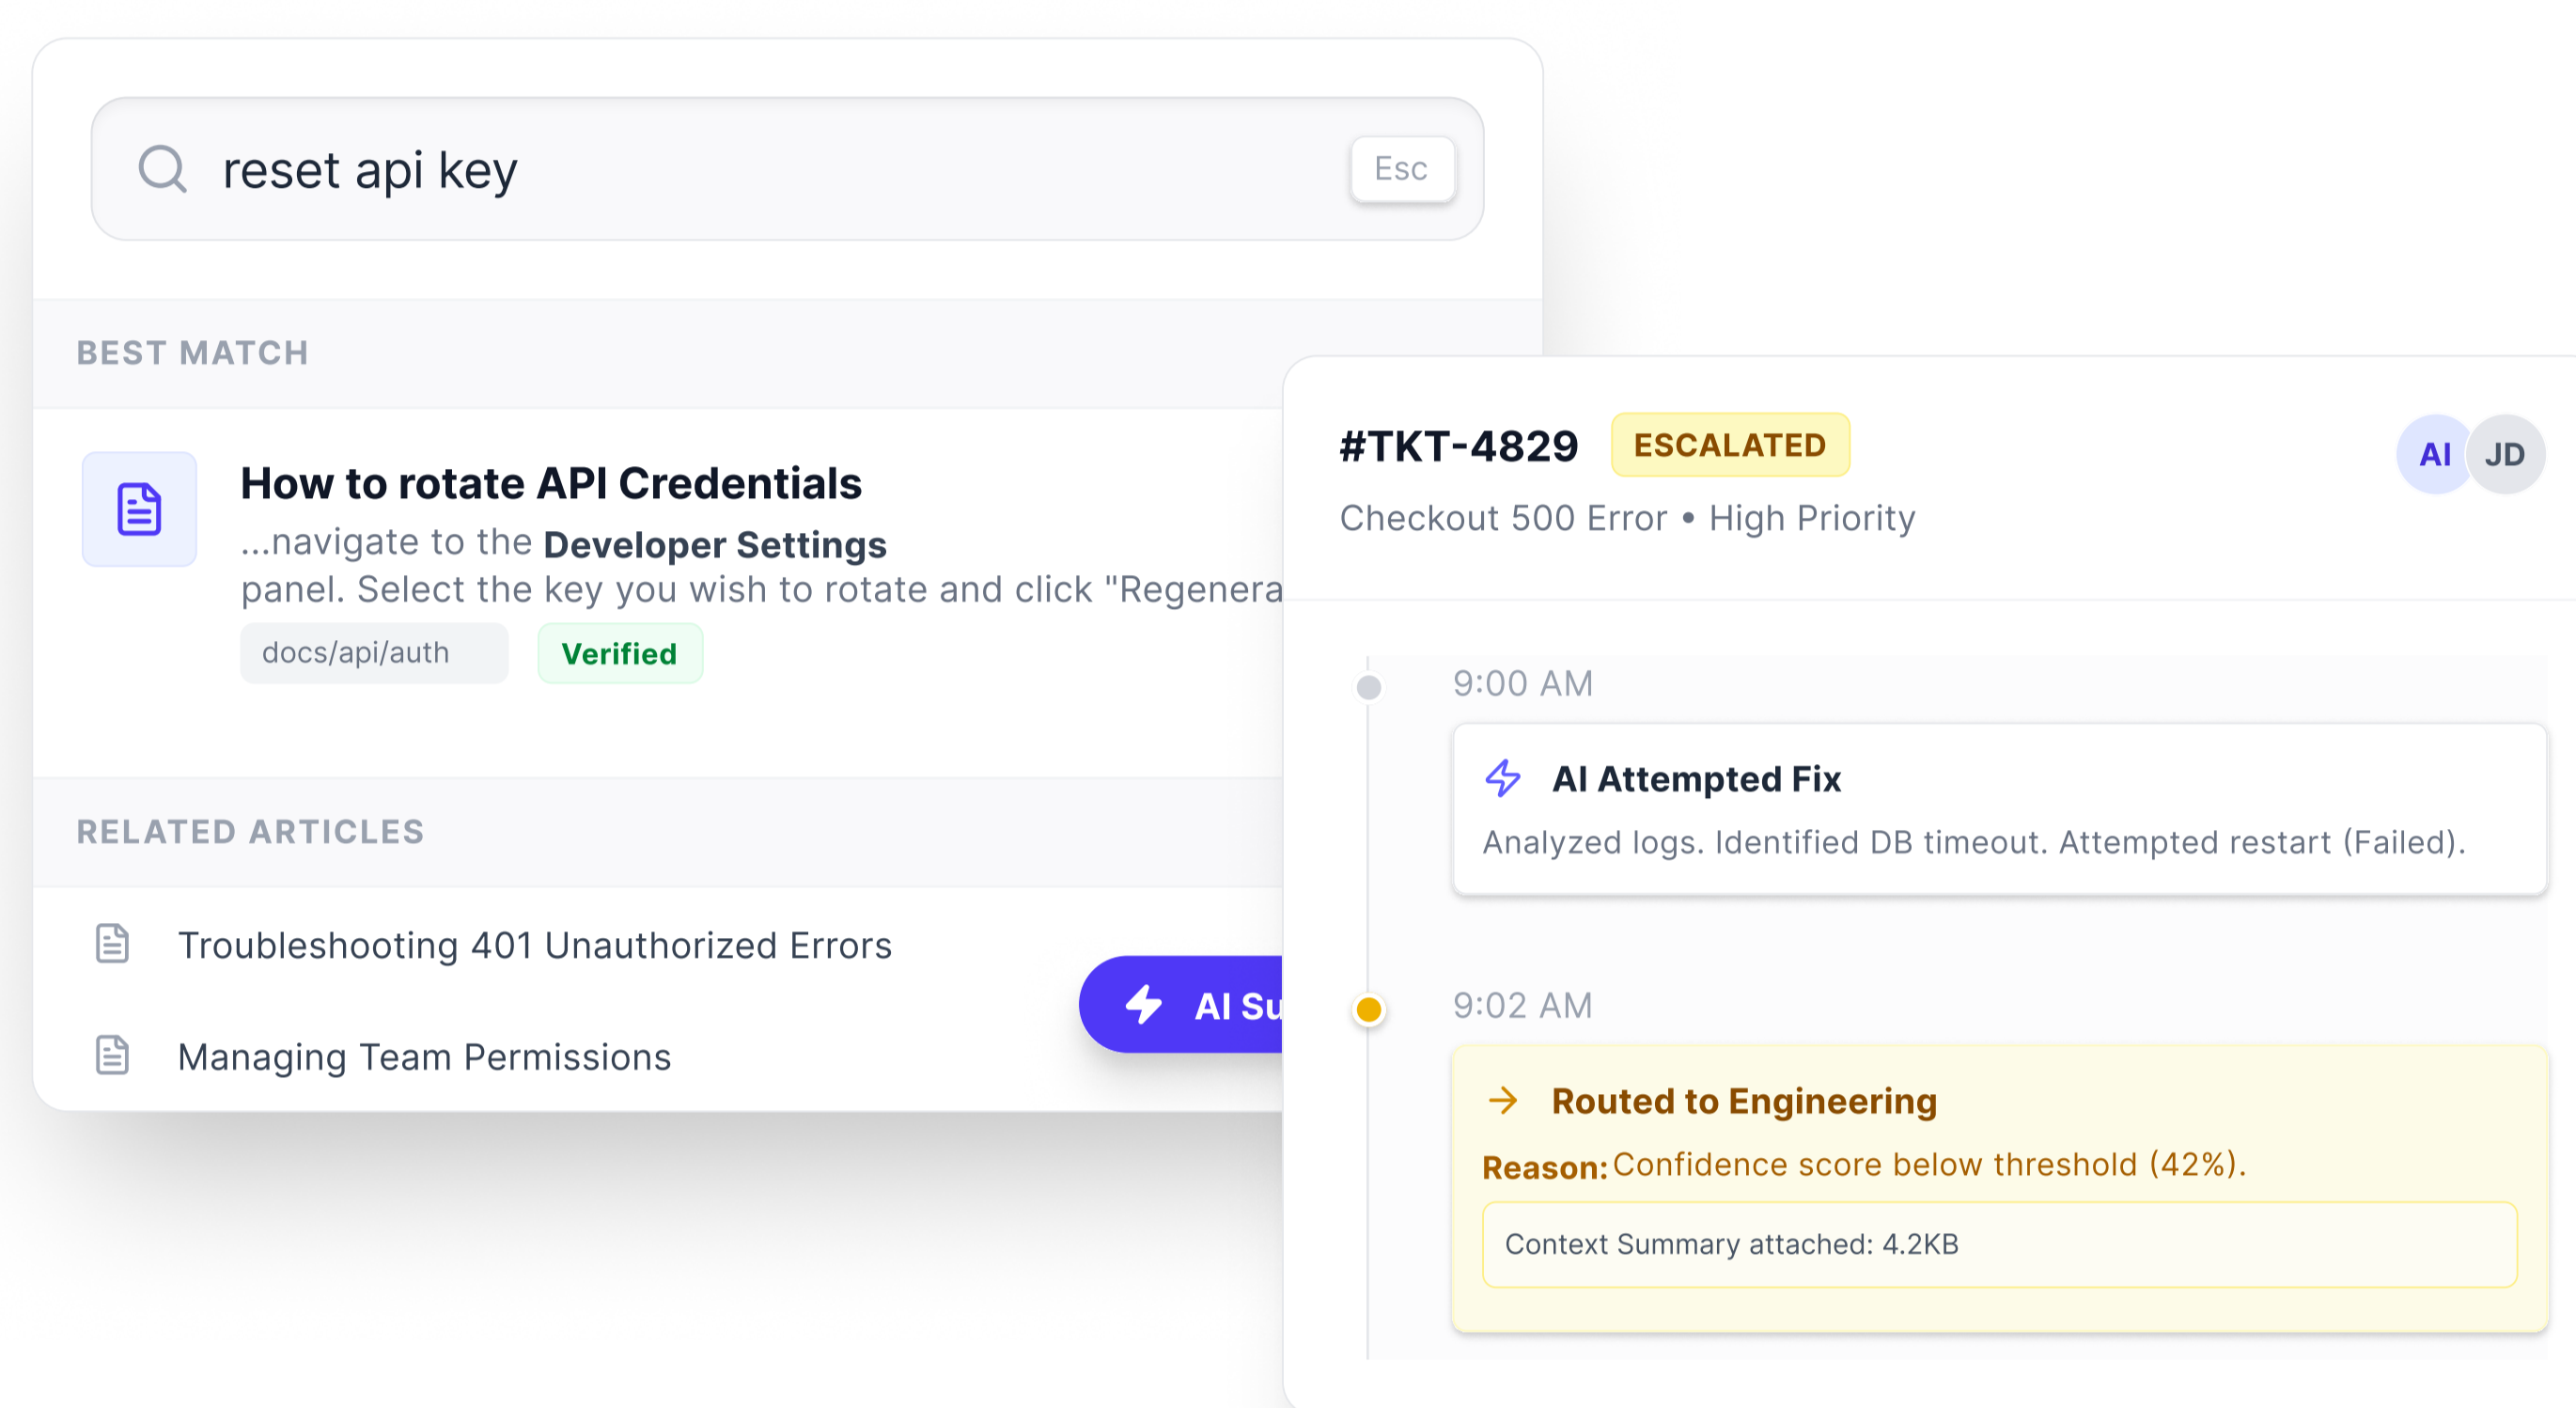 reset api key
Esc
BEST MATCH
How to rotate API Credentials
...navigate to the Developer Settings
panel. Select the key you wish to rotate and click "Regenera
docs/api/auth
Verified
RELATED ARTICLES
Troubleshooting 401 Unauthorized Errors
Managing Team Permissions
AI Su
#TKT-4829
ESCALATED
AI
JD
Checkout 500 Error • High Priority
9:00 AM
AI Attempted Fix
Analyzed logs. Identified DB timeout. Attempted restart (Failed).
9:02 AM
Routed to Engineering
Reason: Confidence score below threshold (42%).
Context Summary attached: 4.2KB